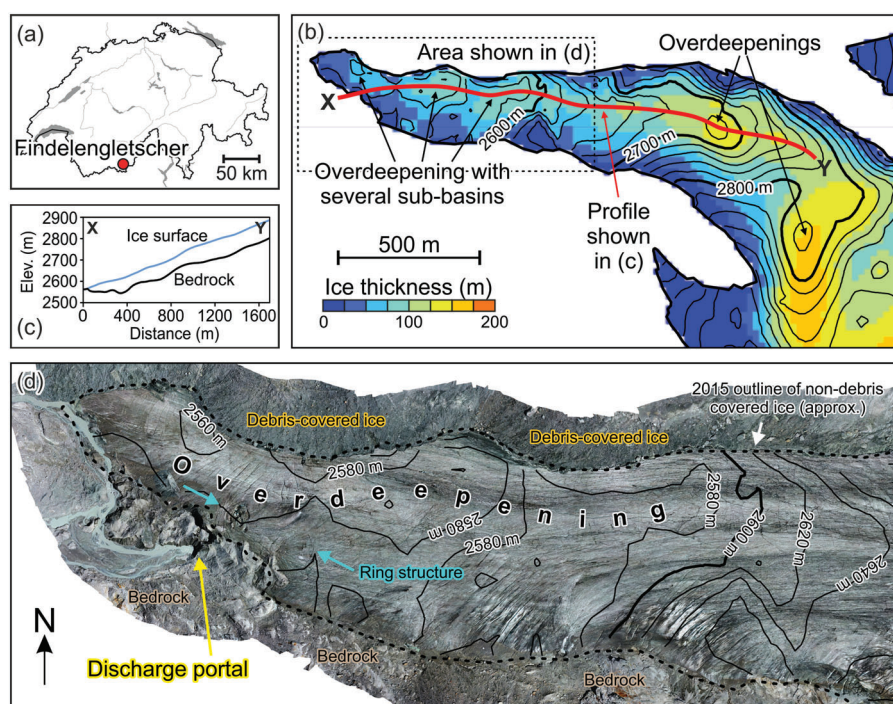 (a)
Findelengletscher
50 km
(b)
Area shown in (d)
Overdeepenings
X
2600 m
2700 m
Y
2800 m
Overdeepening with
several sub-basins
Profile
shown
in (c)
500 m
Ice thickness (m)
0 100 200
(c)
Elev. (m)
2900
2800
2700
2600
2500
X
Y
Ice surface
Bedrock
0 400 800 1200 1600
Distance (m)
(d)
2015 outline of non-debris
covered ice (approx.)
Debris-covered ice
Debris-covered ice
2560 m
2580 m
Overdeepening
2580 m
2580 m
2580 m
2600 m
2620 m
2640 m
Ring structure
Bedrock
Bedrock
Bedrock
N
Discharge portal